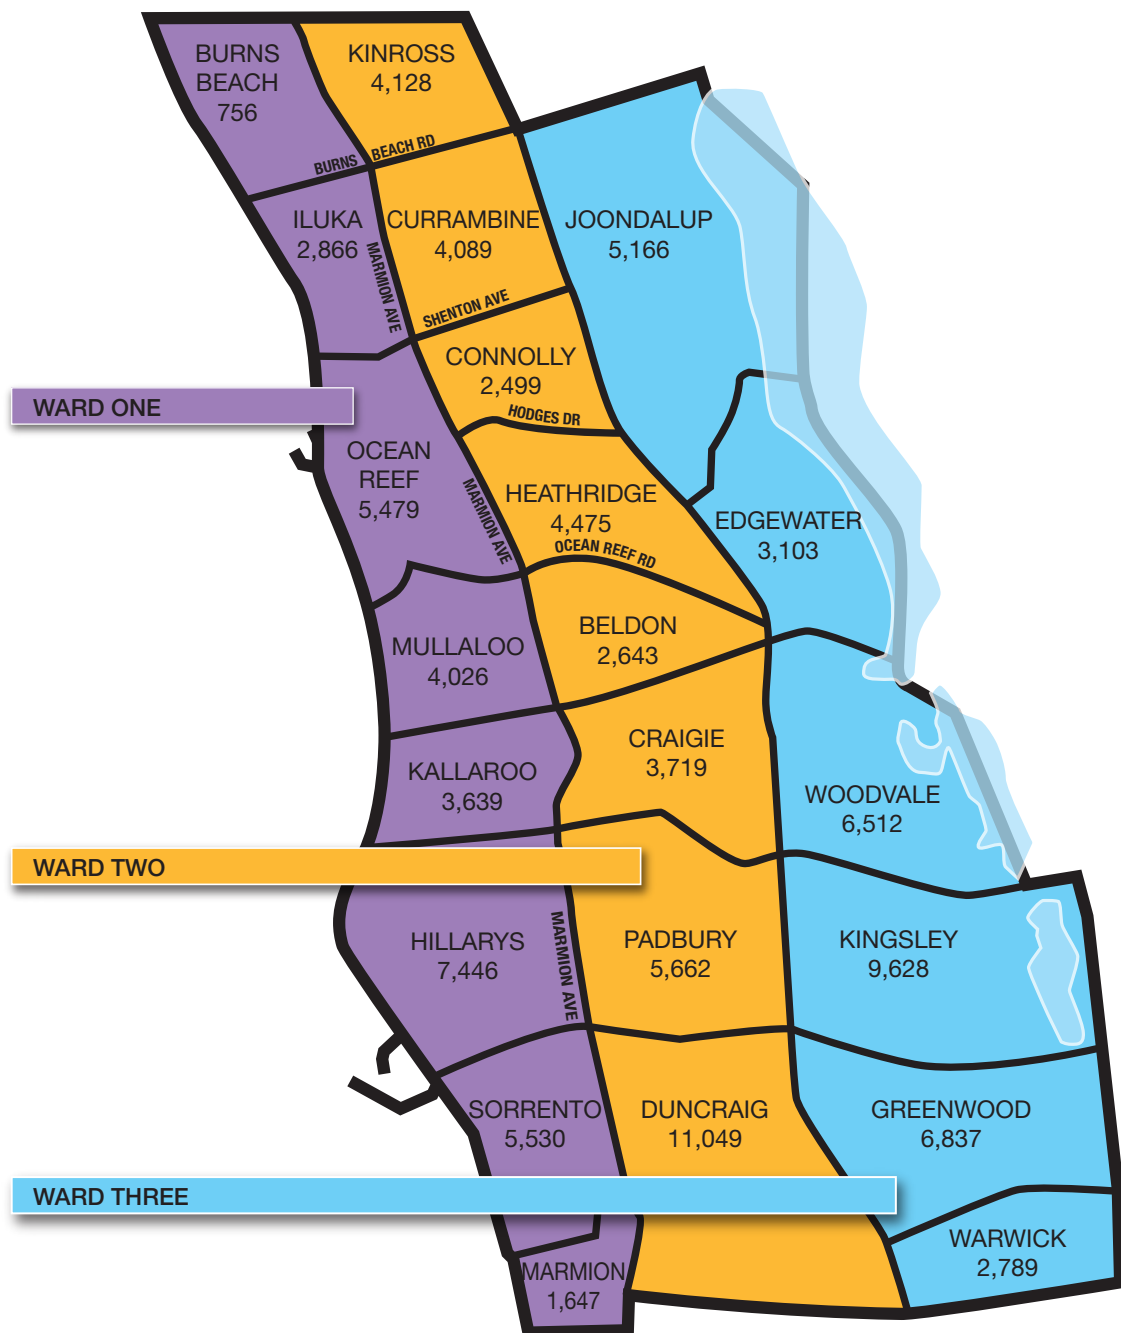 BURNS
BEACH
756
KINROSS
4,128
BURNS BEACH RD
ILUKA
2,866
MARMION AVE
CURRAMBINE
4,089
JOONDALUP
5,166
SHENTON AVE
CONNOLLY
2,499
HODGES DR
WARD ONE
OCEAN
REEF
5,479
MARMION AVE
HEATHRIDGE
4,475
OCEAN REEF RD
EDGEWATER
3,103
MULLALOO
4,026
BELDON
2,643
KALLAROO
3,639
CRAIGIE
3,719
WOODVALE
6,512
WARD TWO
HILLARYS
7,446
MARMION AVE
PADBURY
5,662
KINGSLEY
9,628
SORRENTO
5,530
DUNCRAIG
11,049
GREENWOOD
6,837
WARD THREE
MARMION
1,647
WARWICK
2,789